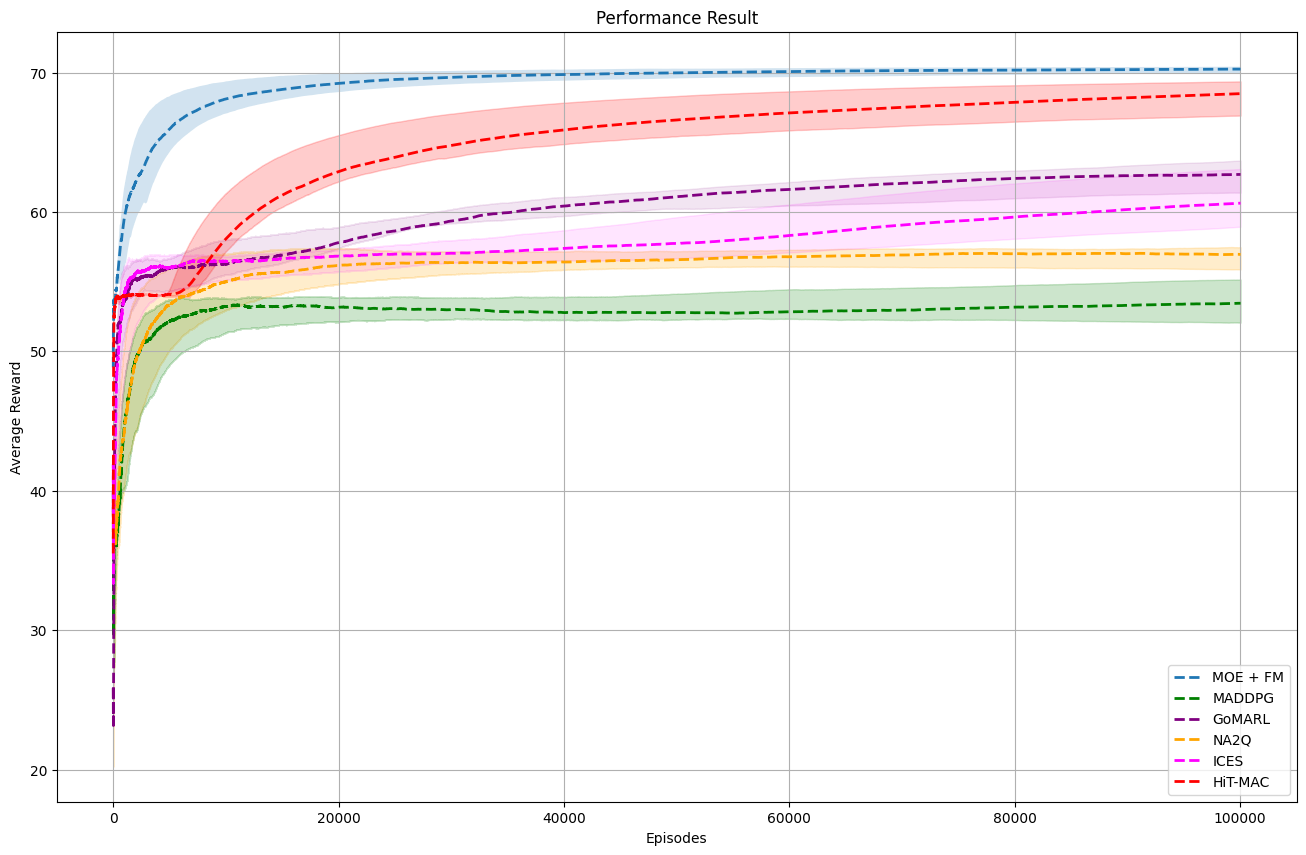 Performance Result
Average Reward
70
60
50
40
30
20
0
20000
40000
60000
80000
100000
Episodes
MOE + FM
MADDPG
GoMARL
NA2Q
ICES
HiT-MAC